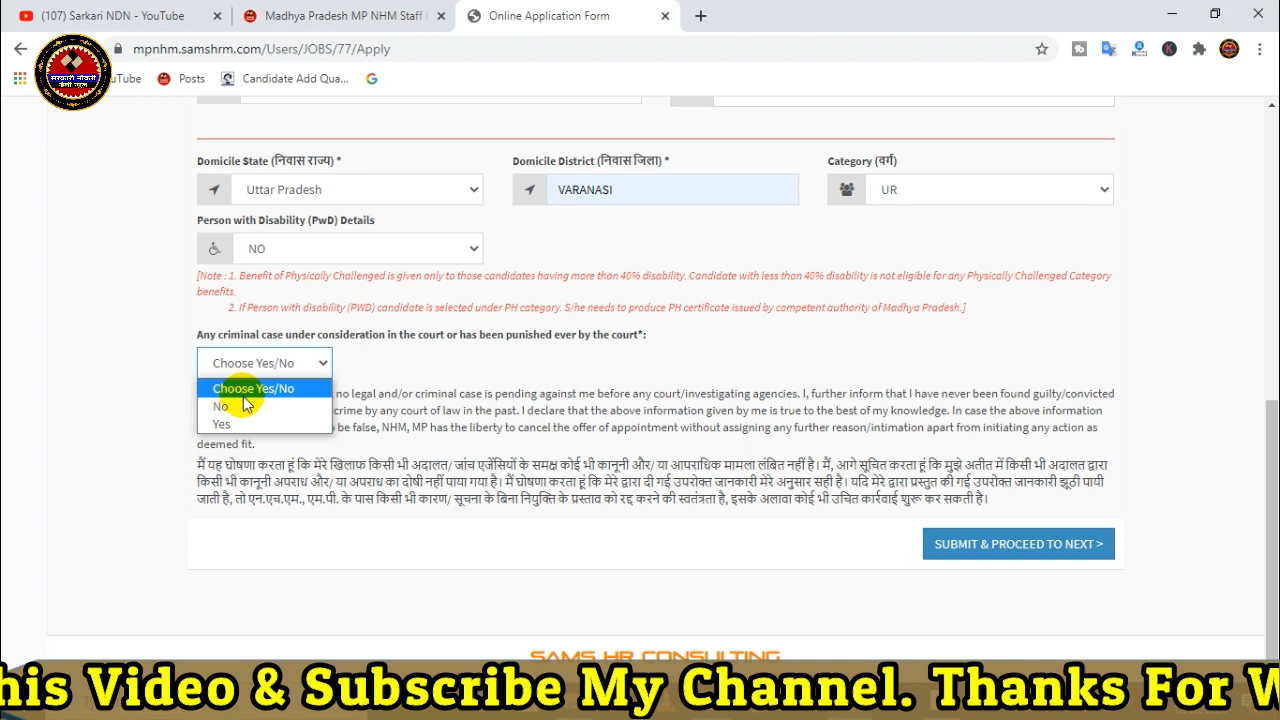 (107) Sarkari NDN - YouTube
Madhya Pradesh MP NHM Staff
Online Application Form
mpnhm.samshrm.com/Users/JOBS/77/Apply
सरकारी नौकरी
YouTube
Posts
Candidate Add Qua...
Domicile State (निवास राज्य) *
Domicile District (निवास जिला) *
Category (वर्ग)
Uttar Pradesh
VARANASI
UR
Person with Disability (PwD) Details
NO
[Note : 1. Benefit of Physically Challenged is given only to those candidates having more than 40% disability. Candidate with less than 40% disability is not eligible for any Physically Challenged Category
benefits.
2. If Person with disability (PWD) candidate is selected under PH category. S/he needs to produce PH certificate issued by competent authority of Madhya Pradesh.]
Any criminal case under consideration in the court or has been punished ever by the court*:
Choose Yes/No
Choose Yes/No
No
Yes
no legal and/or criminal case is pending against me before any court/investigating agencies. I, further inform that I have never been found guilty/convicted
crime by any court of law in the past. I declare that the above information given by me is true to the best of my knowledge. In case the above information
be false, NHM, MP has the liberty to cancel the offer of appointment without assigning any further reason/intimation apart from initiating any action as
deemed fit.
मैं यह घोषणा करता हूं कि मेरे खिलाफ किसी भी अदालत/ जांच एजेंसियों के समक्ष कोई भी कानूनी और/ या आपराधिक मामला लंबित नहीं है। मैं, आगे सूचित करता हूं कि मुझे अतीत में किसी भी अदालत द्वारा
किसी भी कानूनी अपराध और/ या अपराध का दोषी नहीं पाया गया है। मैं घोषणा करता हूं कि मेरे द्वारा दी गई उपरोक्त जानकारी मेरे अनुसार सही है। यदि मेरे द्वारा प्रस्तुत की गई उपरोक्त जानकारी झूठी पायी
जाती है, तो एन.एच.एम., एम.पी. के पास किसी भी कारण/ सूचना के बिना नियुक्ति के प्रस्ताव को रद्द करने की स्वतंत्रता है, इसके अलावा कोई भी उचित कार्रवाई शुरू कर सकती है।
SUBMIT & PROCEED TO NEXT >
SAMS HR CONSULTING
his Video & Subscribe My Channel. Thanks For W